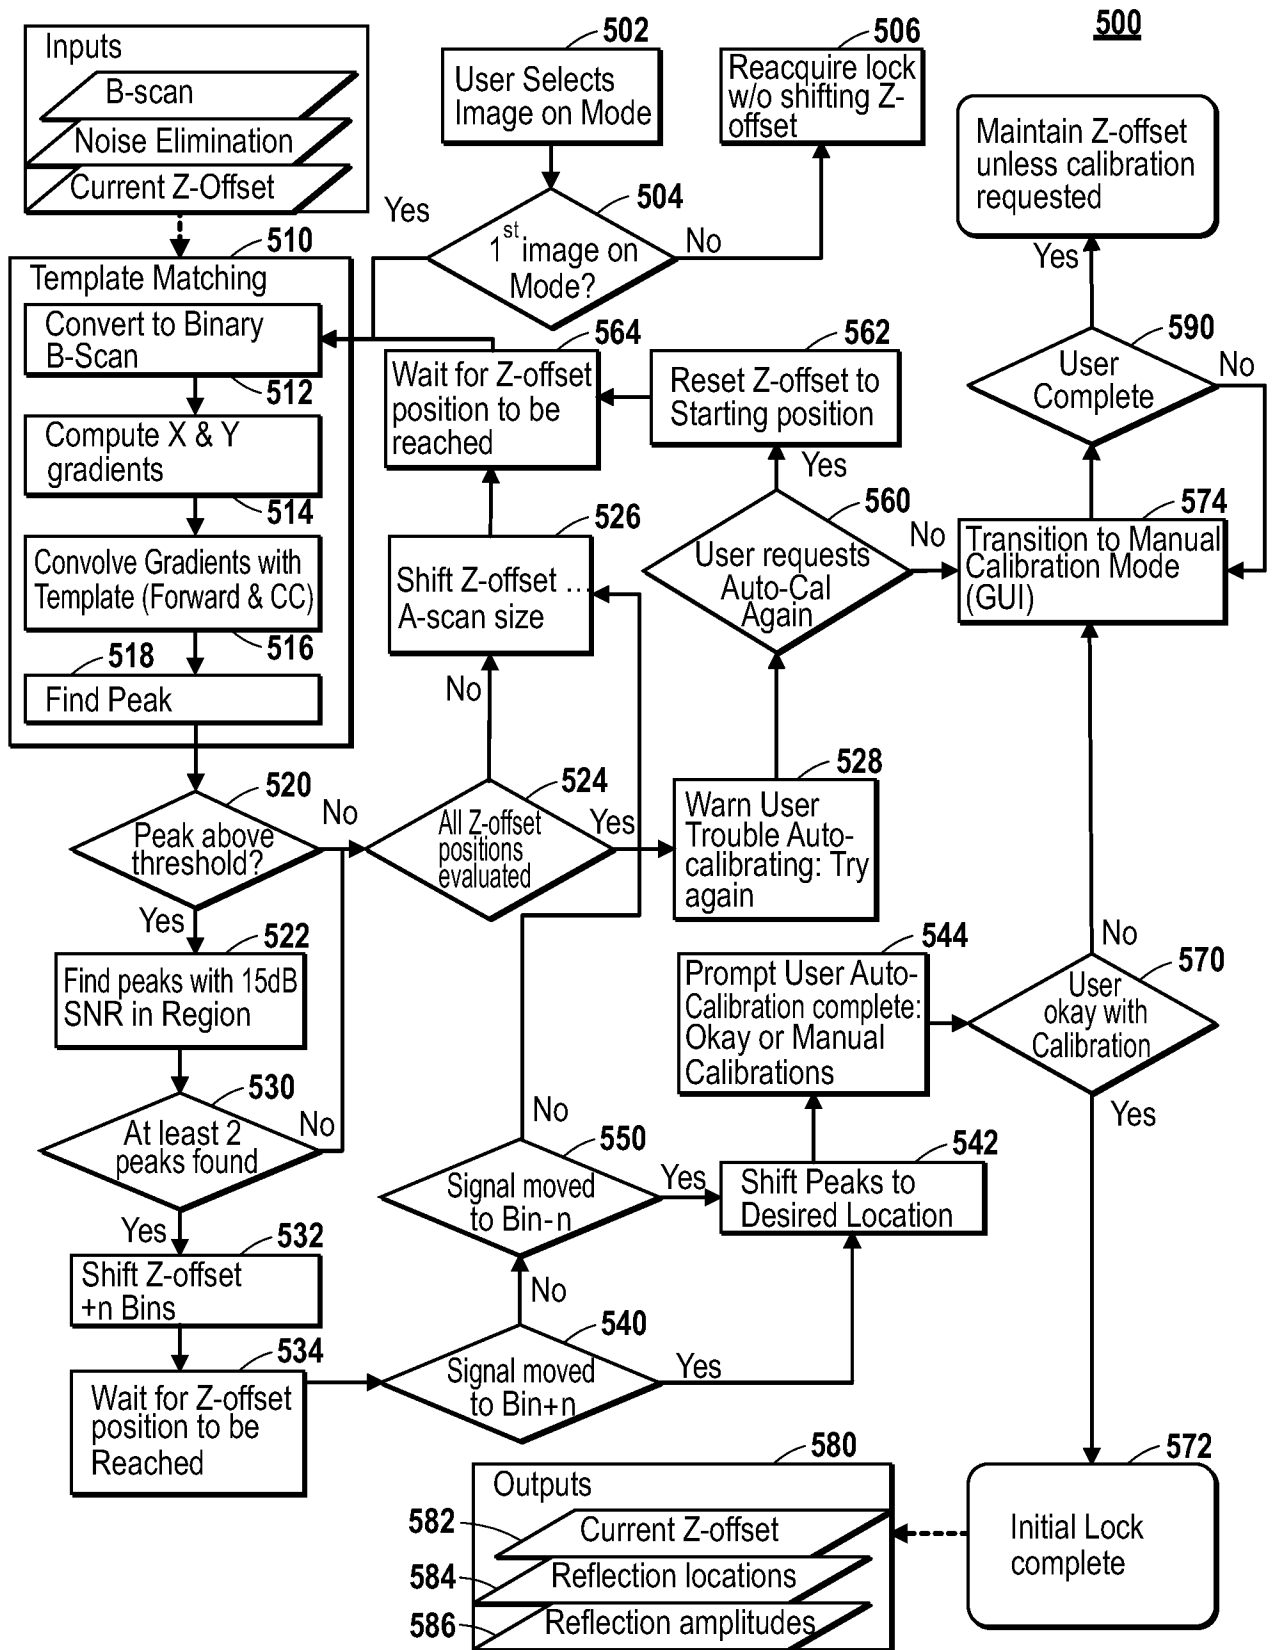 500
Inputs
B-scan
Noise Elimination
Current Z-Offset
502
User Selects
Image on Mode
506
Reacquire lock
w/o shifting Z-
offset
Maintain Z-offset
unless calibration
requested
504
1st image on
Mode?
Yes
No
Yes
510
Template Matching
Convert to Binary
B-Scan
512
Compute X & Y
gradients
514
Convolve Gradients with
Template (Forward & CC)
516
518
Find Peak
564
Wait for Z-offset
position to be
reached
562
Reset Z-offset to
Starting position
Yes
590
User
Complete
No
526
Shift Z-offset ...
A-scan size
No
560
User requests
Auto-Cal
Again
No
574
Transition to Manual
Calibration Mode
(GUI)
520
Peak above
threshold?
No
Yes
524
All Z-offset
positions
evaluated
Yes
528
Warn User
Trouble Auto-
calibrating: Try
again
522
Find peaks with 15dB
SNR in Region
530
At least 2
peaks found
No
Yes
544
Prompt User Auto-
Calibration complete:
Okay or Manual
Calibrations
No
570
User
okay with
Calibration
Yes
No
550
Signal moved
to Bin-n
Yes
542
Shift Peaks to
Desired Location
532
Shift Z-offset
+n Bins
No
534
Wait for Z-offset
position to be
Reached
540
Signal moved
to Bin+n
Yes
580
Outputs
582
Current Z-offset
584
Reflection locations
586
Reflection amplitudes
572
Initial Lock
complete